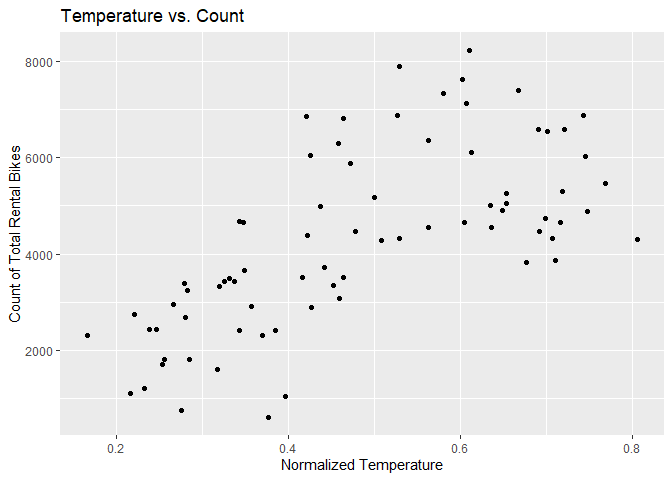 Temperature vs. Count
Count of Total Rental Bikes
8000
6000
4000
2000
0.2 0.4 0.6 0.8
Normalized Temperature